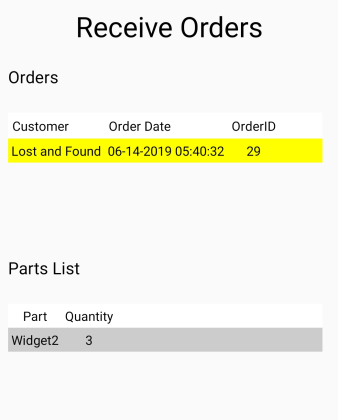 Receive Orders
Orders
Customer Order Date OrderID
Lost and Found 06-14-2019 05:40:32 29
Parts List
Part Quantity
Widget2 3